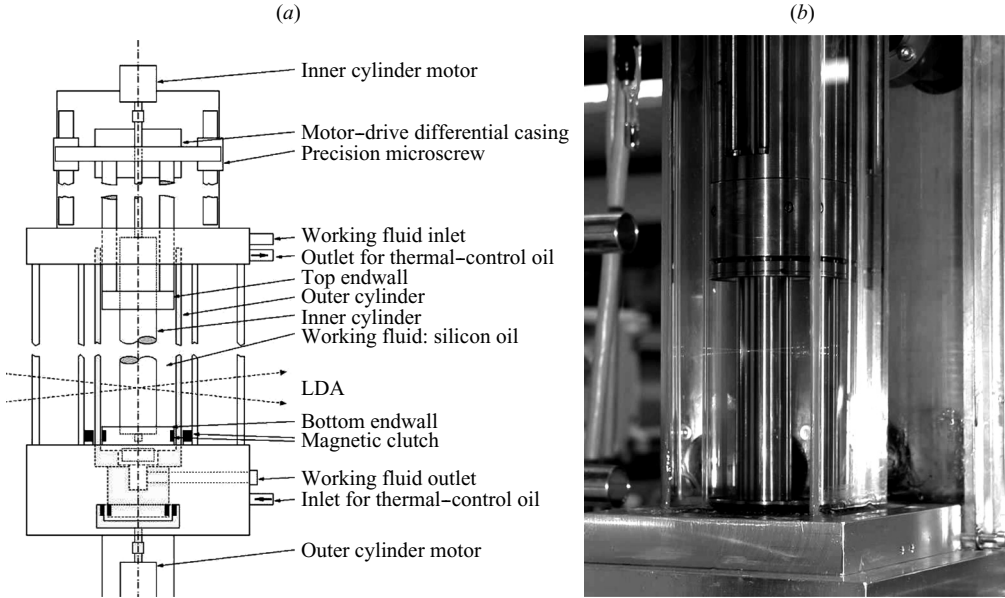 (a)
(b)
Inner cylinder motor
Motor–drive differential casing
Precision microscrew
Working fluid inlet
Outlet for thermal–control oil
Top endwall
Outer cylinder
Inner cylinder
Working fluid: silicon oil
LDA
Bottom endwall
Magnetic clutch
Working fluid outlet
Inlet for thermal–control oil
Outer cylinder motor